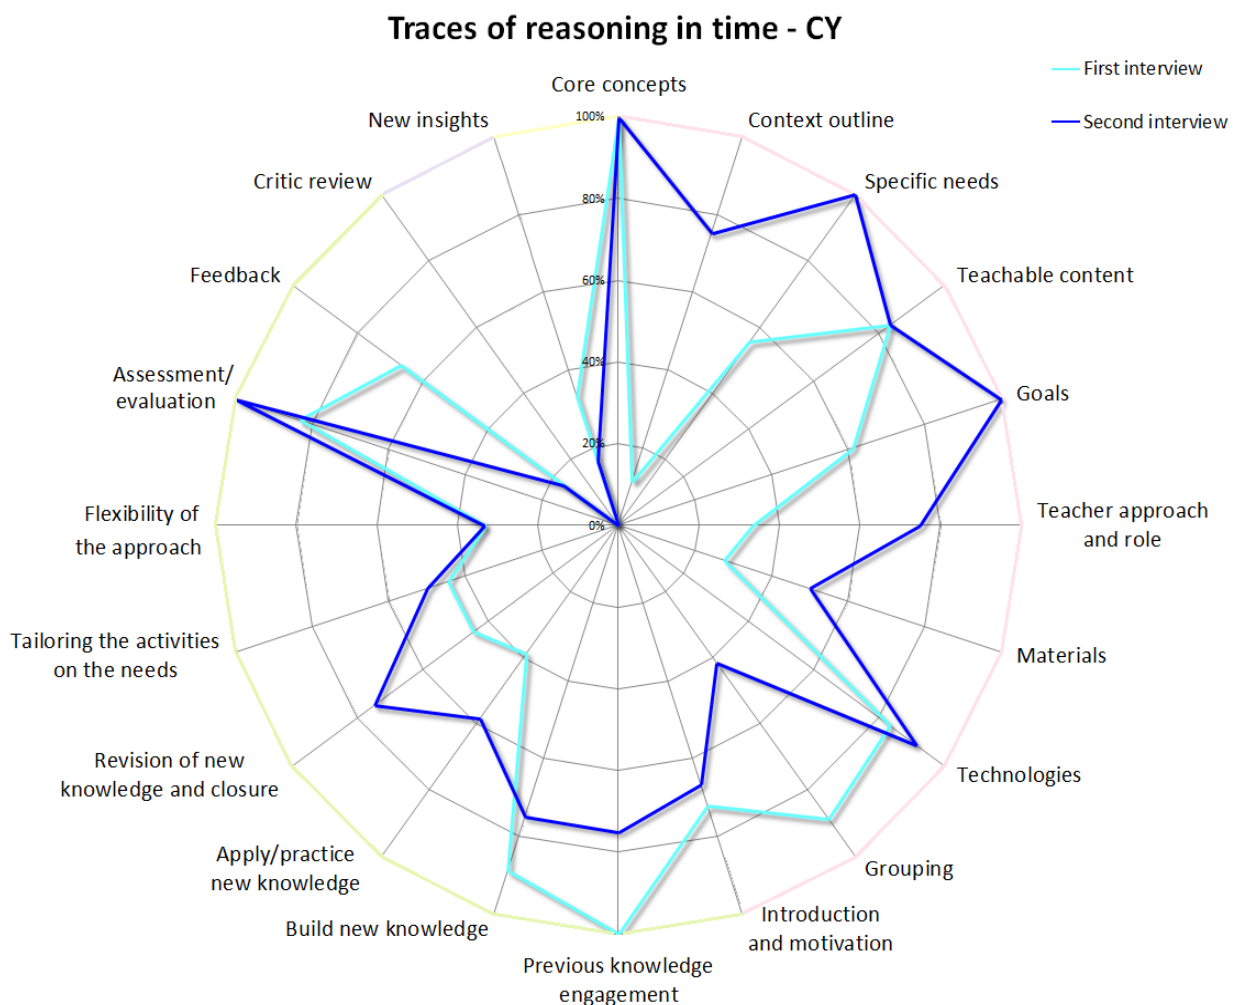 Traces of reasoning in time - CY
First interview
Second interview
Core concepts
Context outline
Specific needs
Teachable content
Goals
Teacher approach
and role
Materials
Technologies
Grouping
Introduction
and motivation
Previous knowledge
engagement
Build new knowledge
Apply/practice
new knowledge
Revision of new
knowledge and closure
Tailoring the activities
on the needs
Flexibility of
the approach
Assessment/
evaluation
Feedback
Critic review
New insights
100%
80%
60%
40%
20%
0%